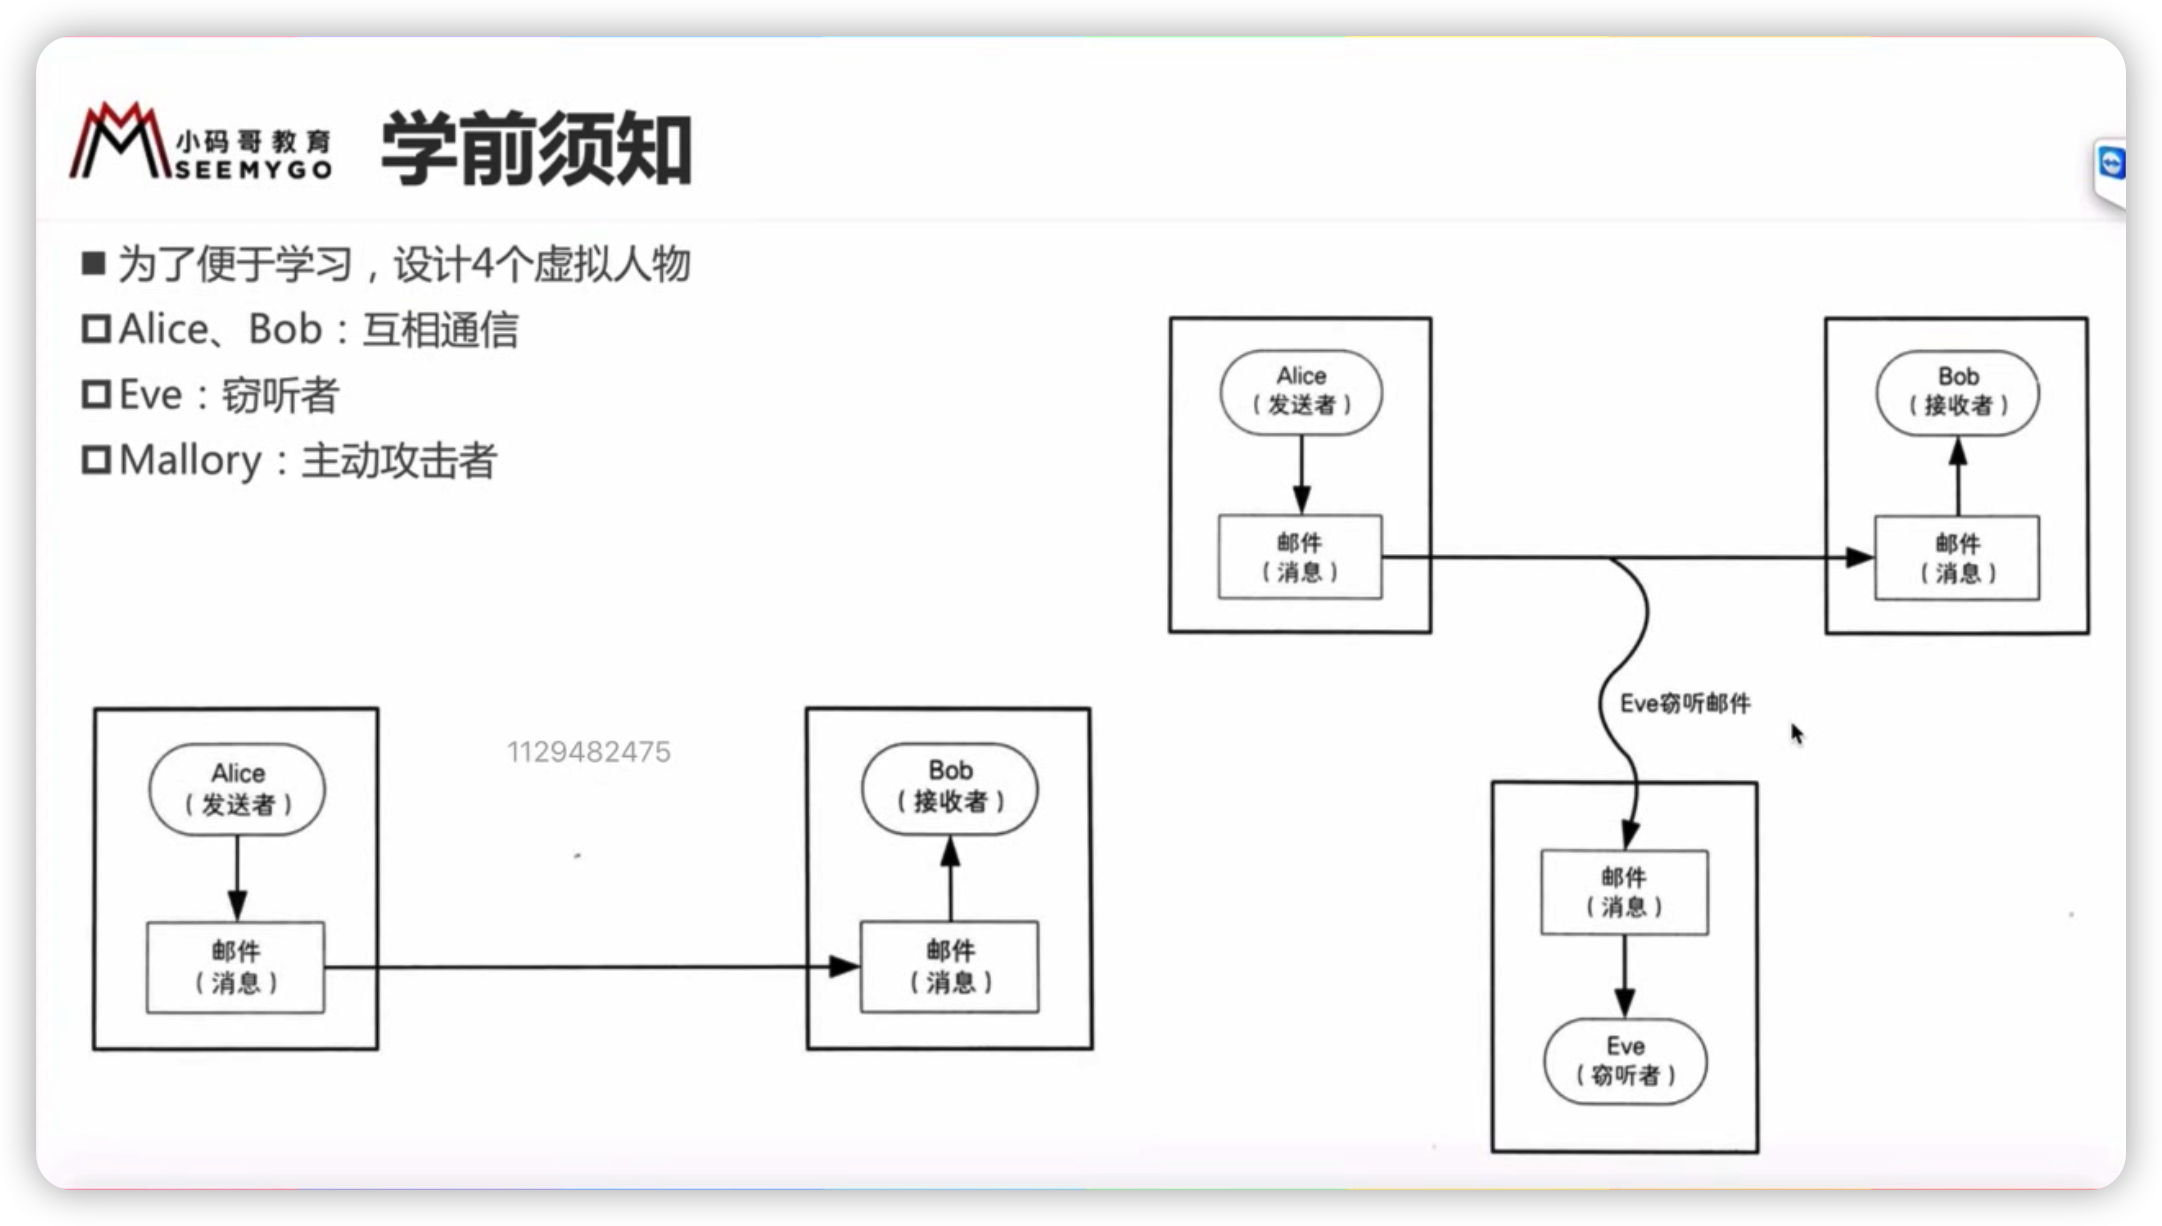 小码哥教育
SEEMYGO
学前须知
为了便于学习，设计4个虚拟人物
Alice、Bob：互相通信
Eve：窃听者
Mallory：主动攻击者
Alice
（发送者）
邮件
（消息）
1129482475
Bob
（接收者）
邮件
（消息）
Alice
（发送者）
邮件
（消息）
Bob
（接收者）
邮件
（消息）
Eve窃听邮件
邮件
（消息）
Eve
（窃听者）